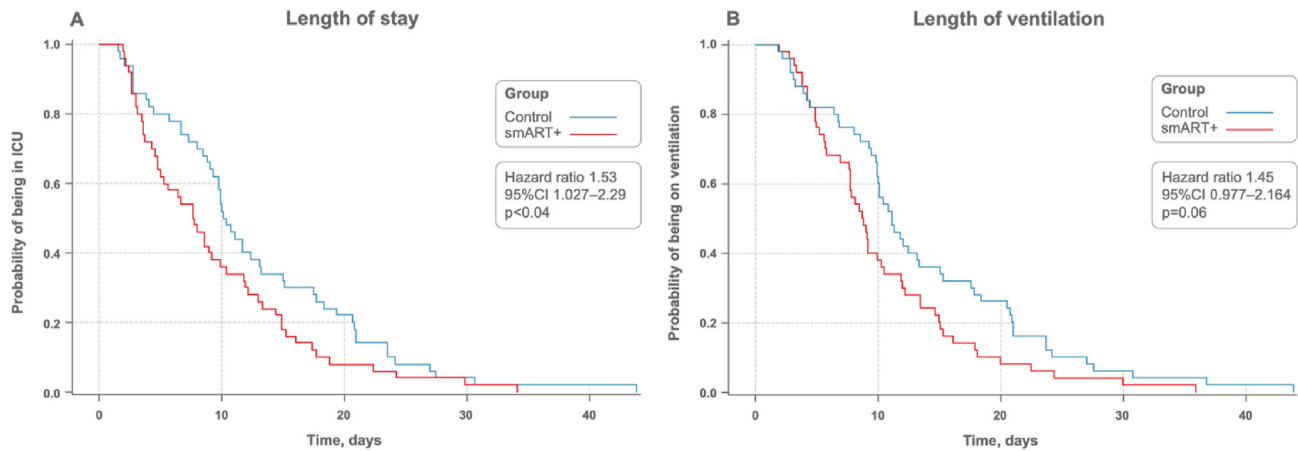 A
Length of stay
Probability of being in ICU
1.0
0.8
0.6
0.4
0.2
0.0
0
10
20
30
40
Time, days
Group
Control
smART+
Hazard ratio 1.53
95%CI 1.027–2.29
p<0.04
B
Length of ventilation
Probability of being on ventilation
1.0
0.8
0.6
0.4
0.2
0.0
0
10
20
30
40
Time, days
Group
Control
smART+
Hazard ratio 1.45
95%CI 0.977–2.164
p=0.06